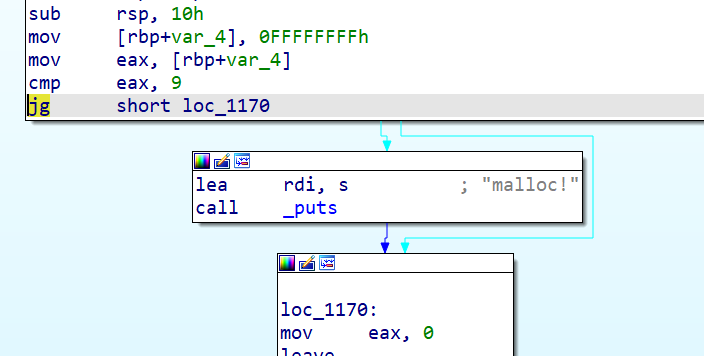 sub rsp, 10h
mov [rbp+var_4], 0FFFFFFFFh
mov eax, [rbp+var_4]
cmp eax, 9
jg short loc_1170
lea rdi, s ; "malloc!"
call _puts
loc_1170:
mov eax, 0
leave